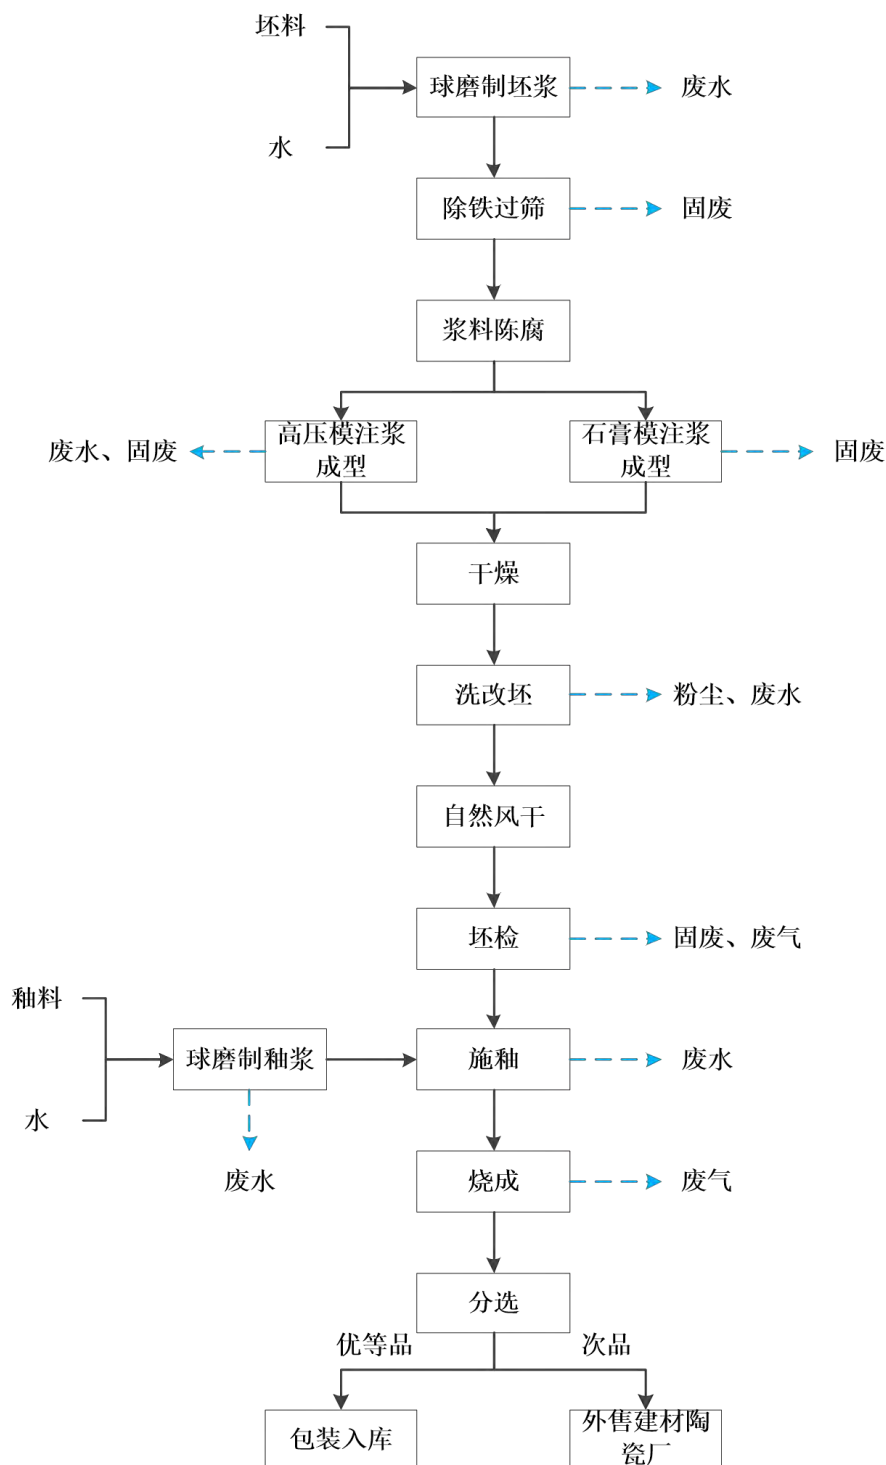 坯料
球磨制坯浆
废水
水
除铁过筛
固废
浆料陈腐
废水、固废
高压模注浆
成型
石膏模注浆
成型
固废
干燥
洗改坯
粉尘、废水
自然风干
坯检
固废、废气
釉料
水
球磨制釉浆
施釉
废水
废水
烧成
废气
分选
优等品
次品
包装入库
外售建材陶
瓷厂